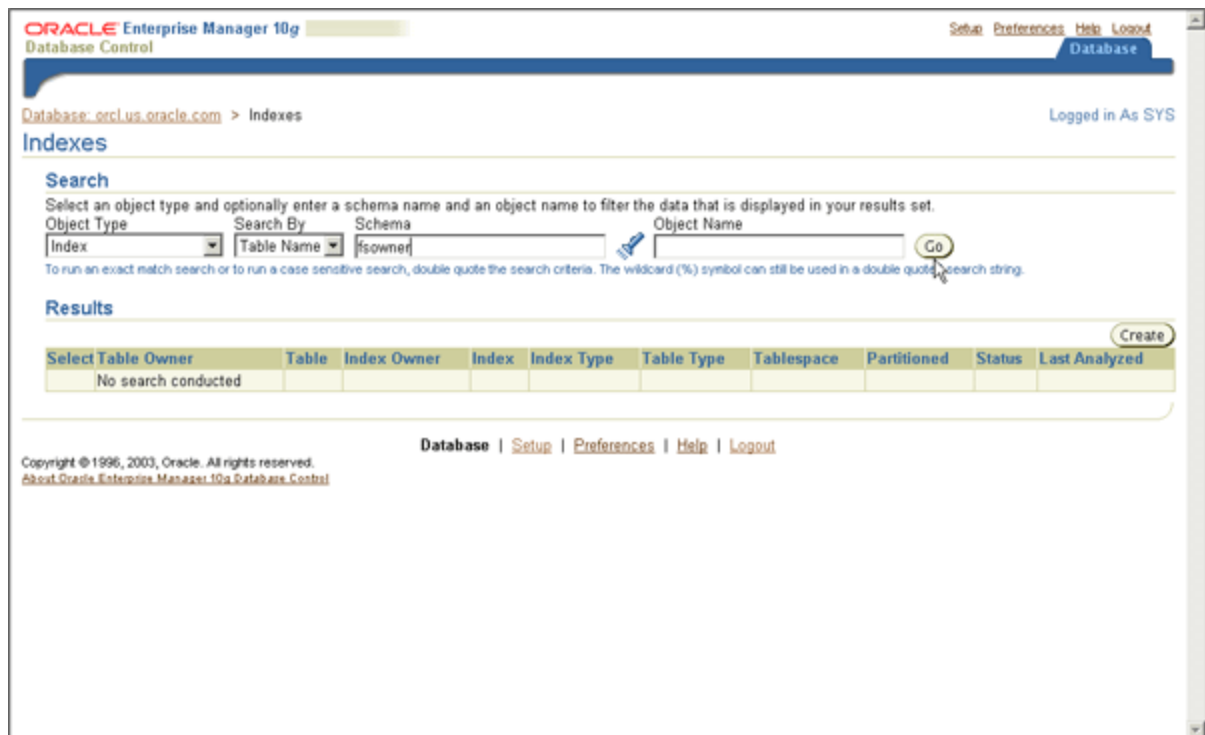 ORACLE Enterprise Manager 10g
Database Control
Setup Preferences Help Logout
Database
Database: orcl.us.oracle.com > Indexes
Logged in As SYS
Indexes
Search
Select an object type and optionally enter a schema name and an object name to filter the data that is displayed in your results set.
Object Type Search By Schema Object Name
Index Table Name fsowner Go
To run an exact match search or to run a case sensitive search, double quote the search criteria. The wildcard (%) symbol can still be used in a double quote search string.
Results
Create
Select Table Owner Table Index Owner Index Index Type Table Type Tablespace Partitioned Status Last Analyzed
No search conducted
Database | Setup | Preferences | Help | Logout
Copyright © 1996, 2003, Oracle. All rights reserved.
About Oracle Enterprise Manager 10g Database Control